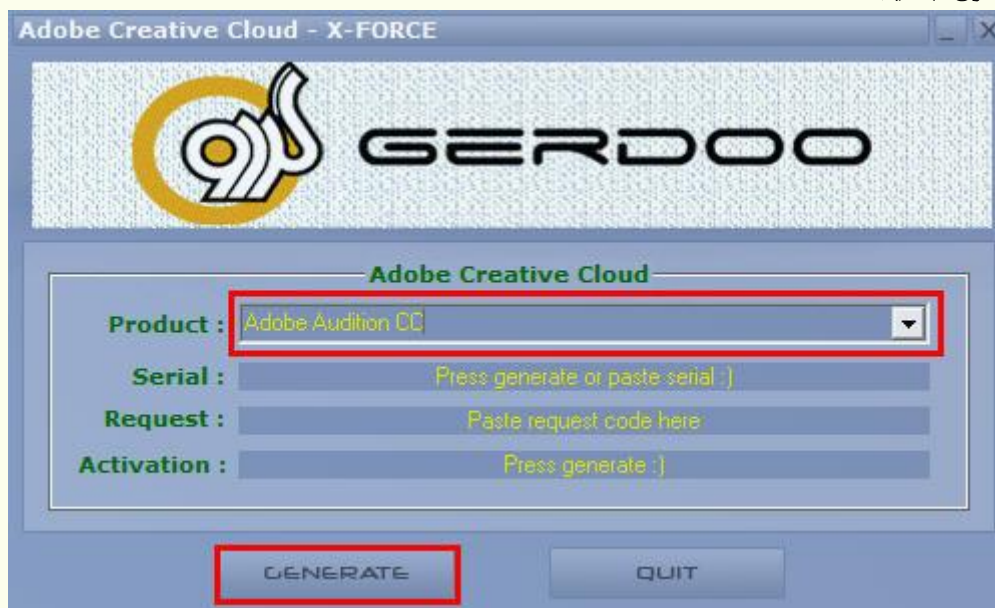 Adobe Creative Cloud - X-FORCE
گردو GERDOO
Adobe Creative Cloud
Product : Adobe Audition CC
Serial : Press generate or paste serial :)
Request : Paste request code here
Activation : Press generate :)
GENERATE QUIT